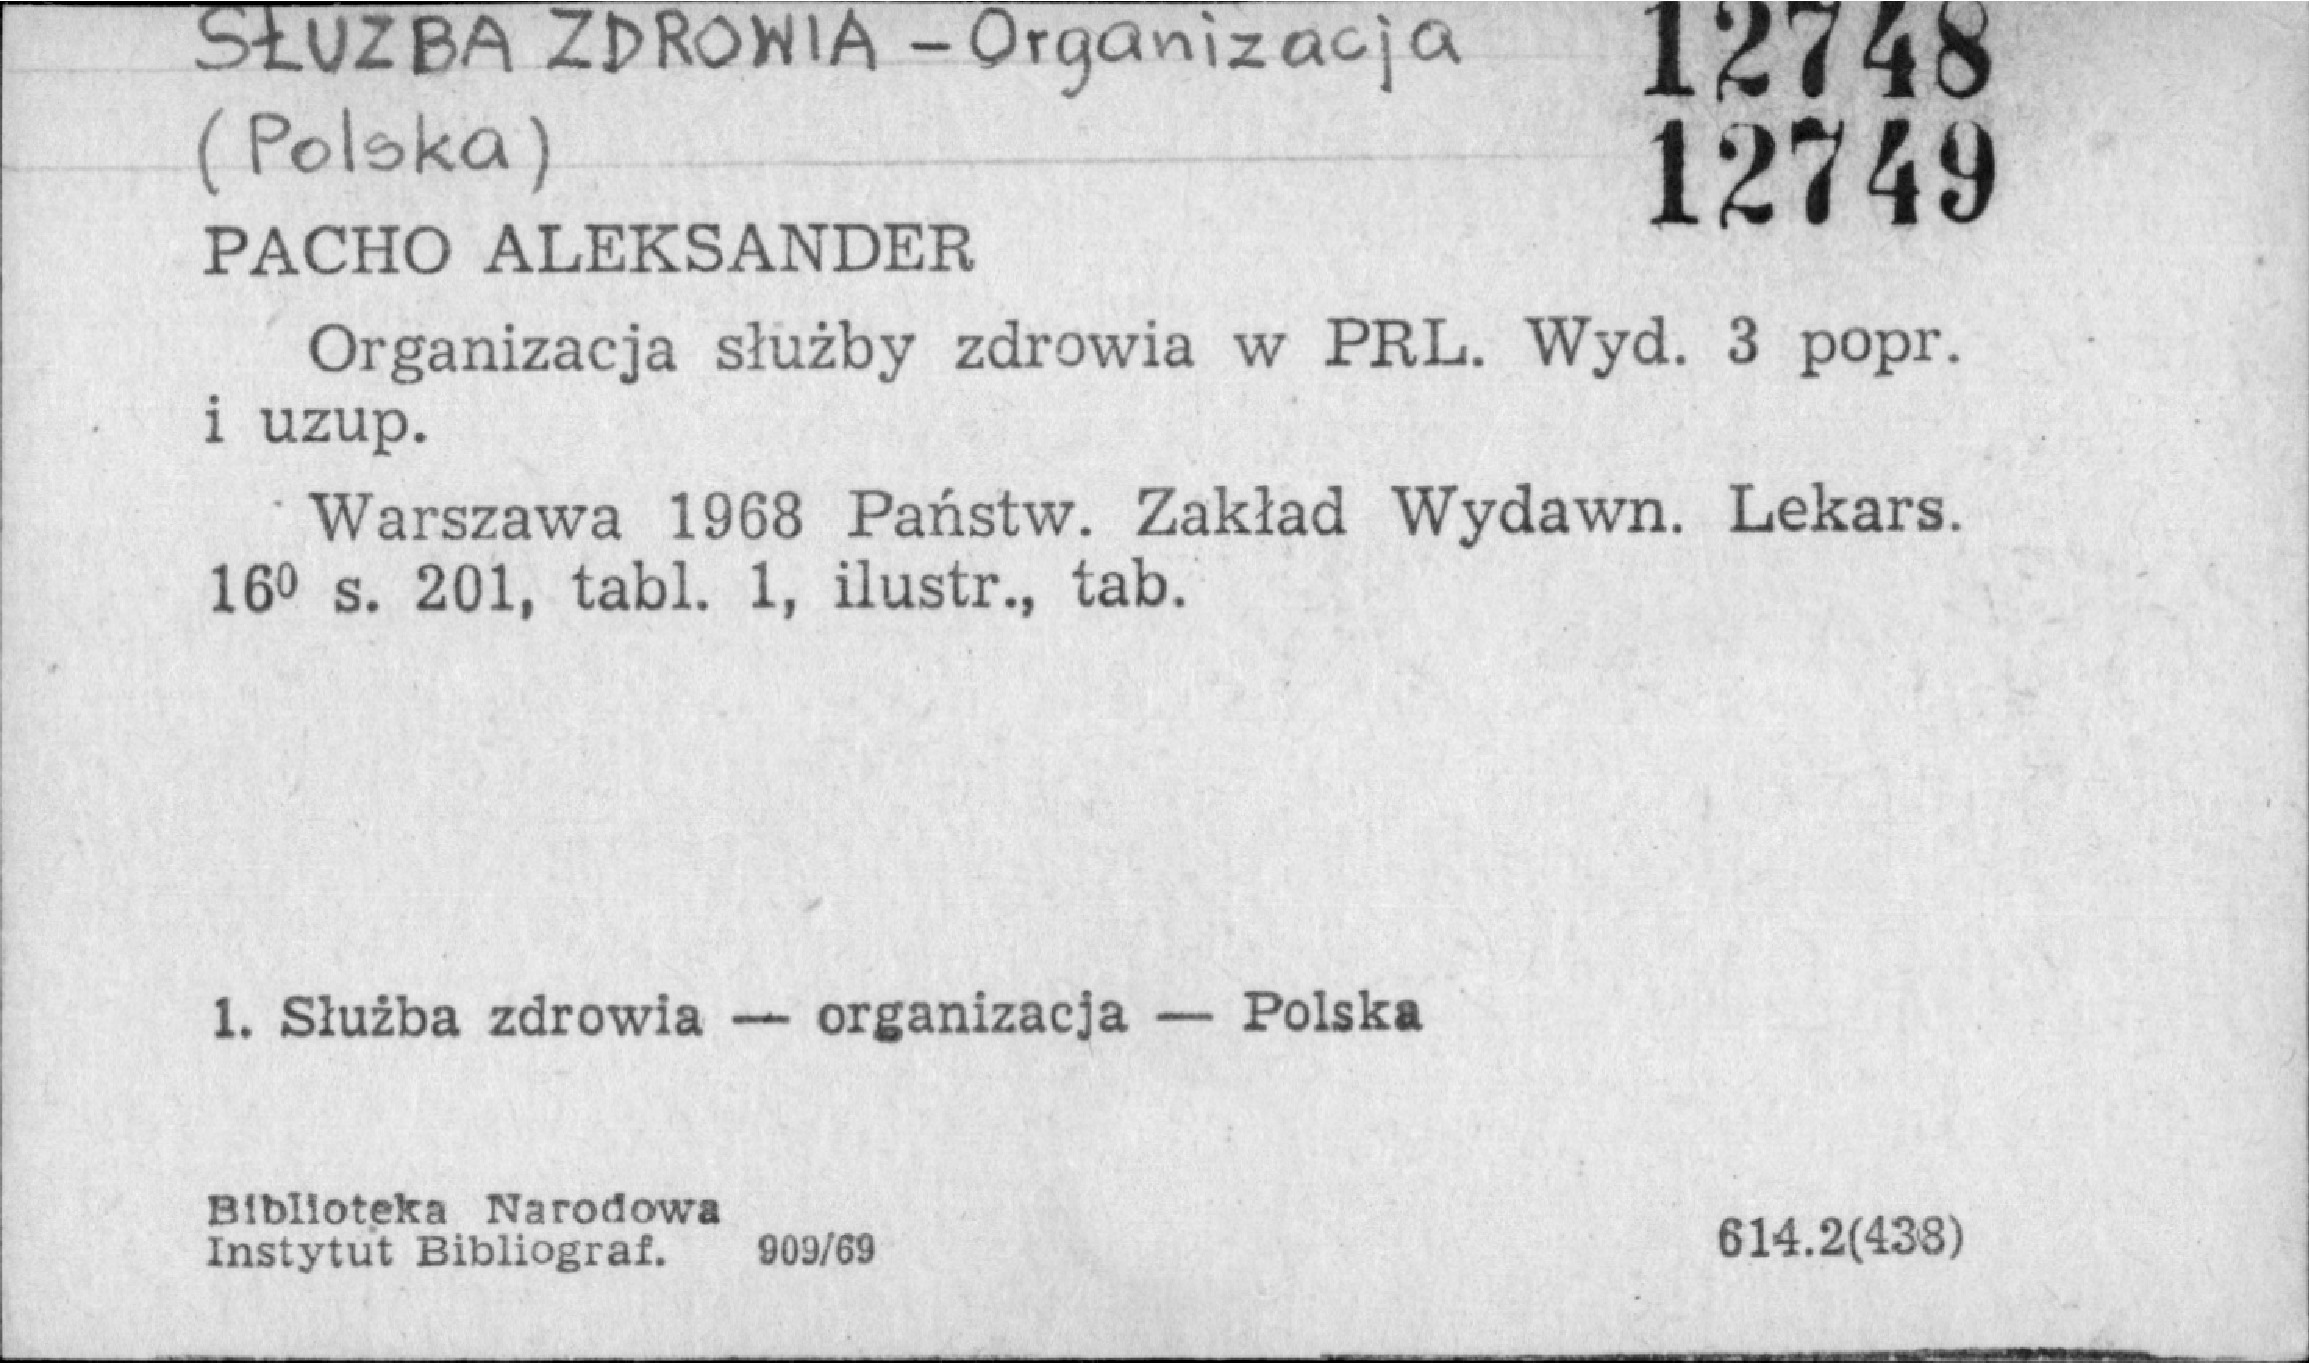 SŁUZBA ZDROWIA – Organizacja
12748
(Polska)
12749
PACHO ALEKSANDER
Organizacja służby zdrowia w PRL. Wyd. 3 popr.
i uzup.
Warszawa 1968 Państw. Zakład Wydawn. Lekars.
16⁰ s. 201, tabl. 1, ilustr., tab.
1. Służba zdrowia — organizacja — Polska
Biblioteka Narodowa
Instytut Bibliograf. 909/69
614.2(438)